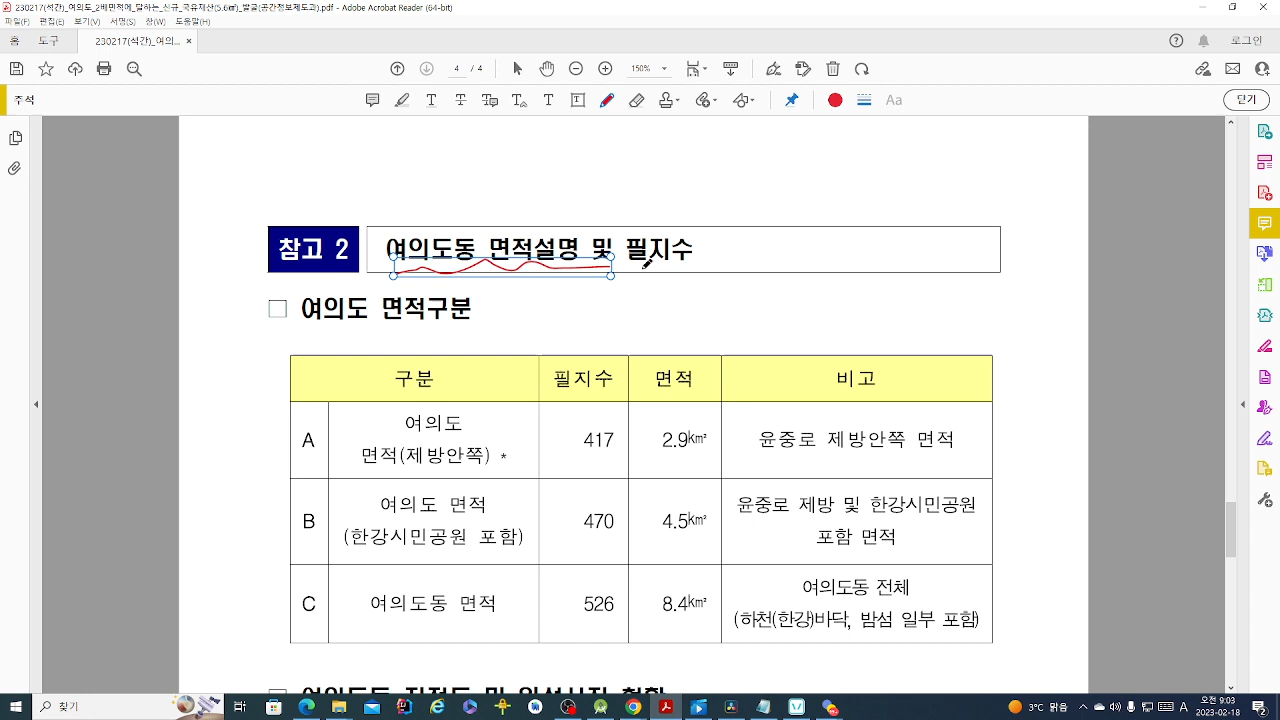 230217(석간)_여의도_2배면적에_달하는_신규_국유재산(5.6㎢)_발굴(공간정보제도과).pdf - Adobe Acrobat Reader (64-bit)
파일(F) 편집(E) 보기(V) 서명(S) 창(W) 도움말(H)
홈 도구 230217(석간)_여의... × 로그인
4 / 4 150%
주석 Aa 닫기
참고 2 여의도동 면적설명 및 필지수
□ 여의도 면적구분
구분 필지수 면적 비고
A 여의도 면적(제방안쪽) * 417 2.9㎢ 윤중로 제방안쪽 면적
B 여의도 면적 (한강시민공원 포함) 470 4.5㎢ 윤중로 제방 및 한강시민공원 포함 면적
C 여의도동 면적 526 8.4㎢ 여의도동 전체 (하천(한강)바닥, 밤섬 일부 포함)
찾기 3°C 맑음 A 오전 9:03
2023-02-19